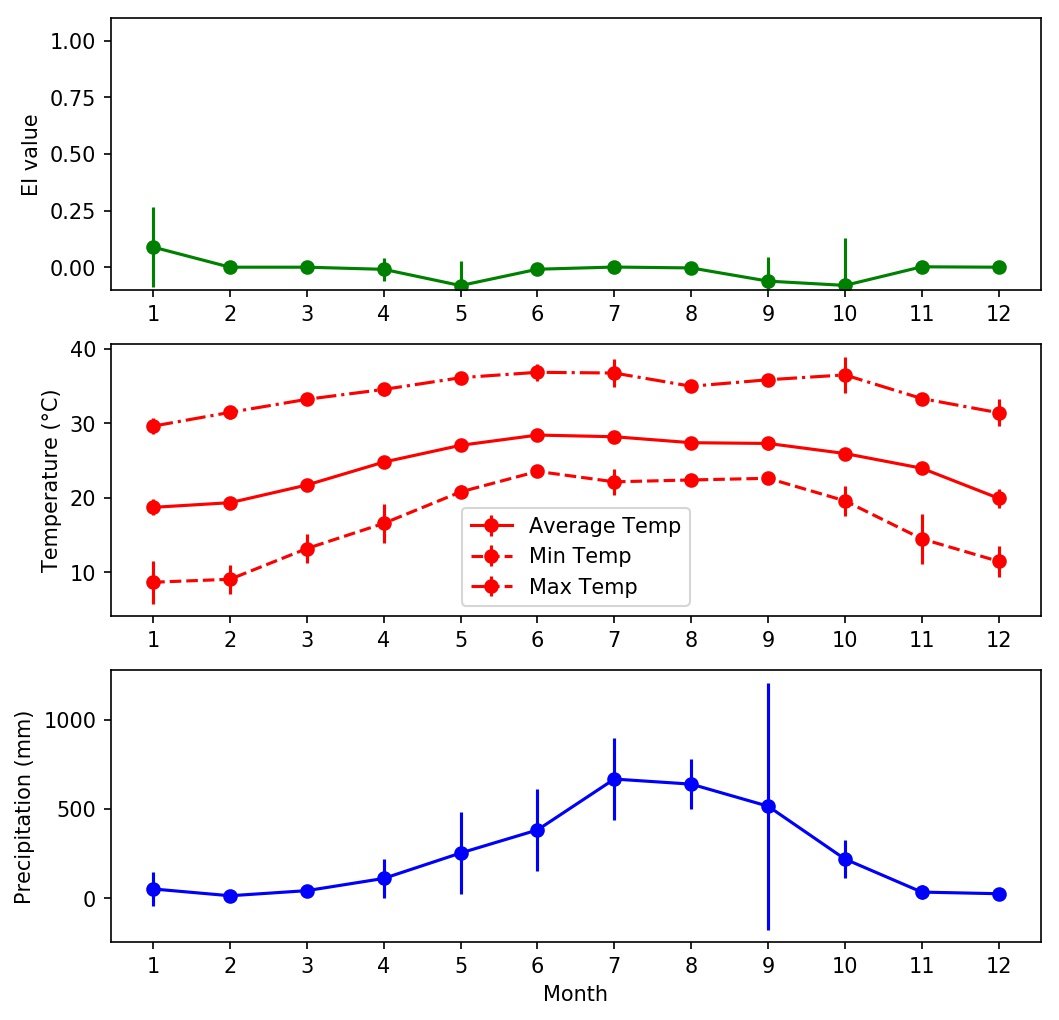 EI value
1.00
0.75
0.50
0.25
0.00
1 2 3 4 5 6 7 8 9 10 11 12
Temperature (°C)
40
30
20
10
Average Temp
Min Temp
Max Temp
1 2 3 4 5 6 7 8 9 10 11 12
Precipitation (mm)
1000
500
0
1 2 3 4 5 6 7 8 9 10 11 12
Month